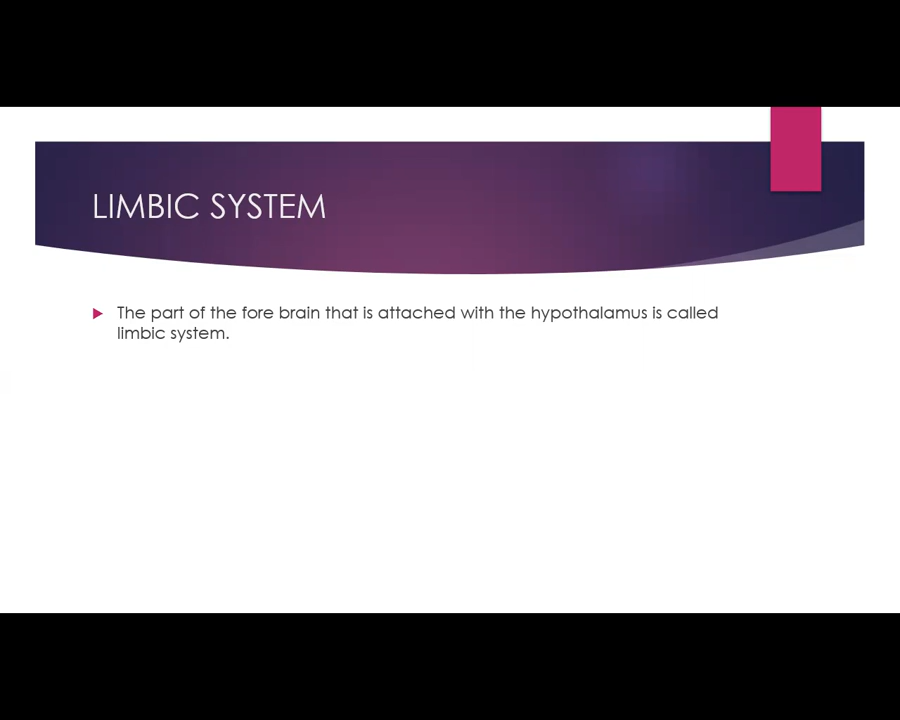 LIMBIC SYSTEM
The part of the fore brain that is attached with the hypothalamus is called
limbic system.